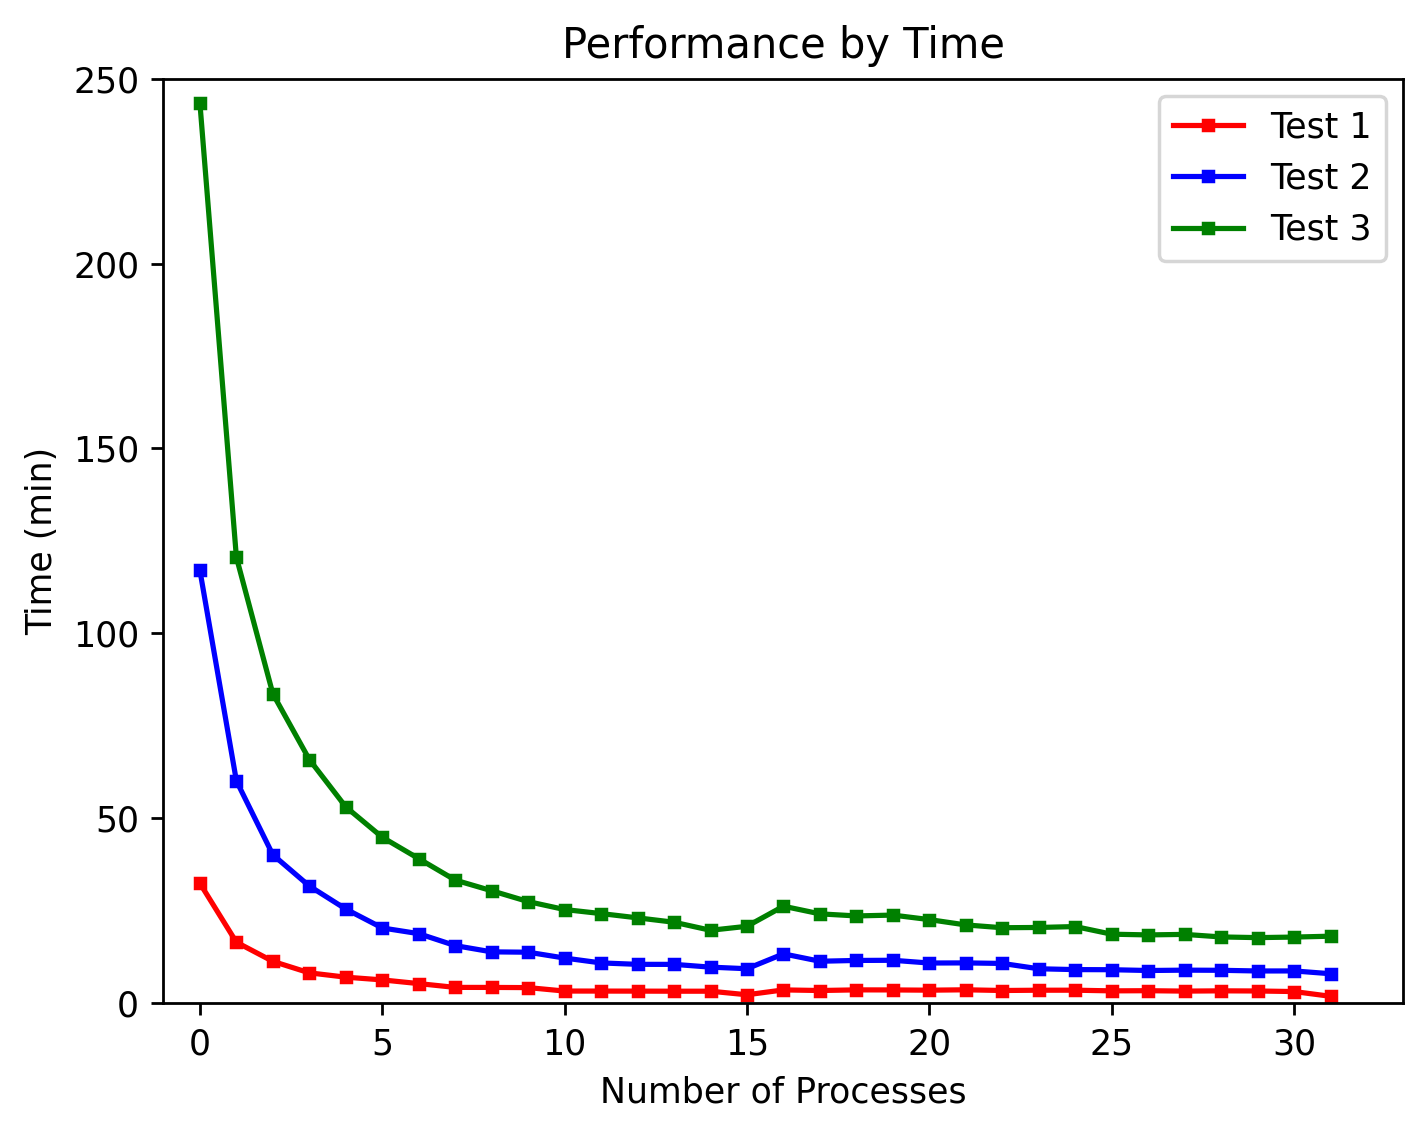 Performance by Time
250
200
150
100
50
0
Time (min)
Test 1
Test 2
Test 3
0 5 10 15 20 25 30
Number of Processes